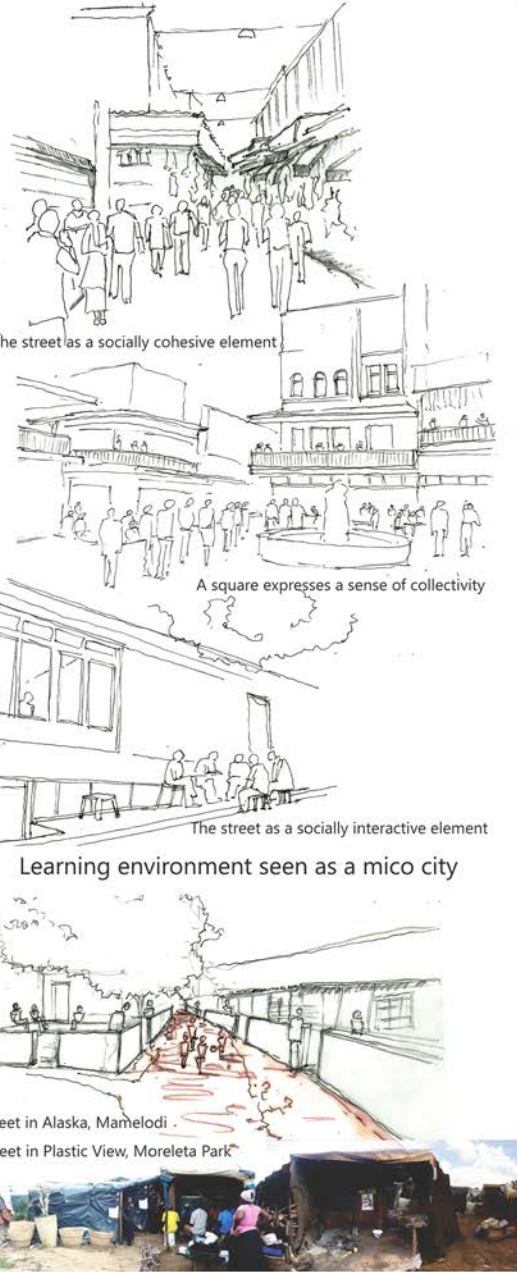 he street as a socially cohesive element
A square expresses a sense of collectivity
The street as a socially interactive element
Learning environment seen as a mico city
eet in Alaska, Mamelodi
eet in Plastic View, Moreleta Park